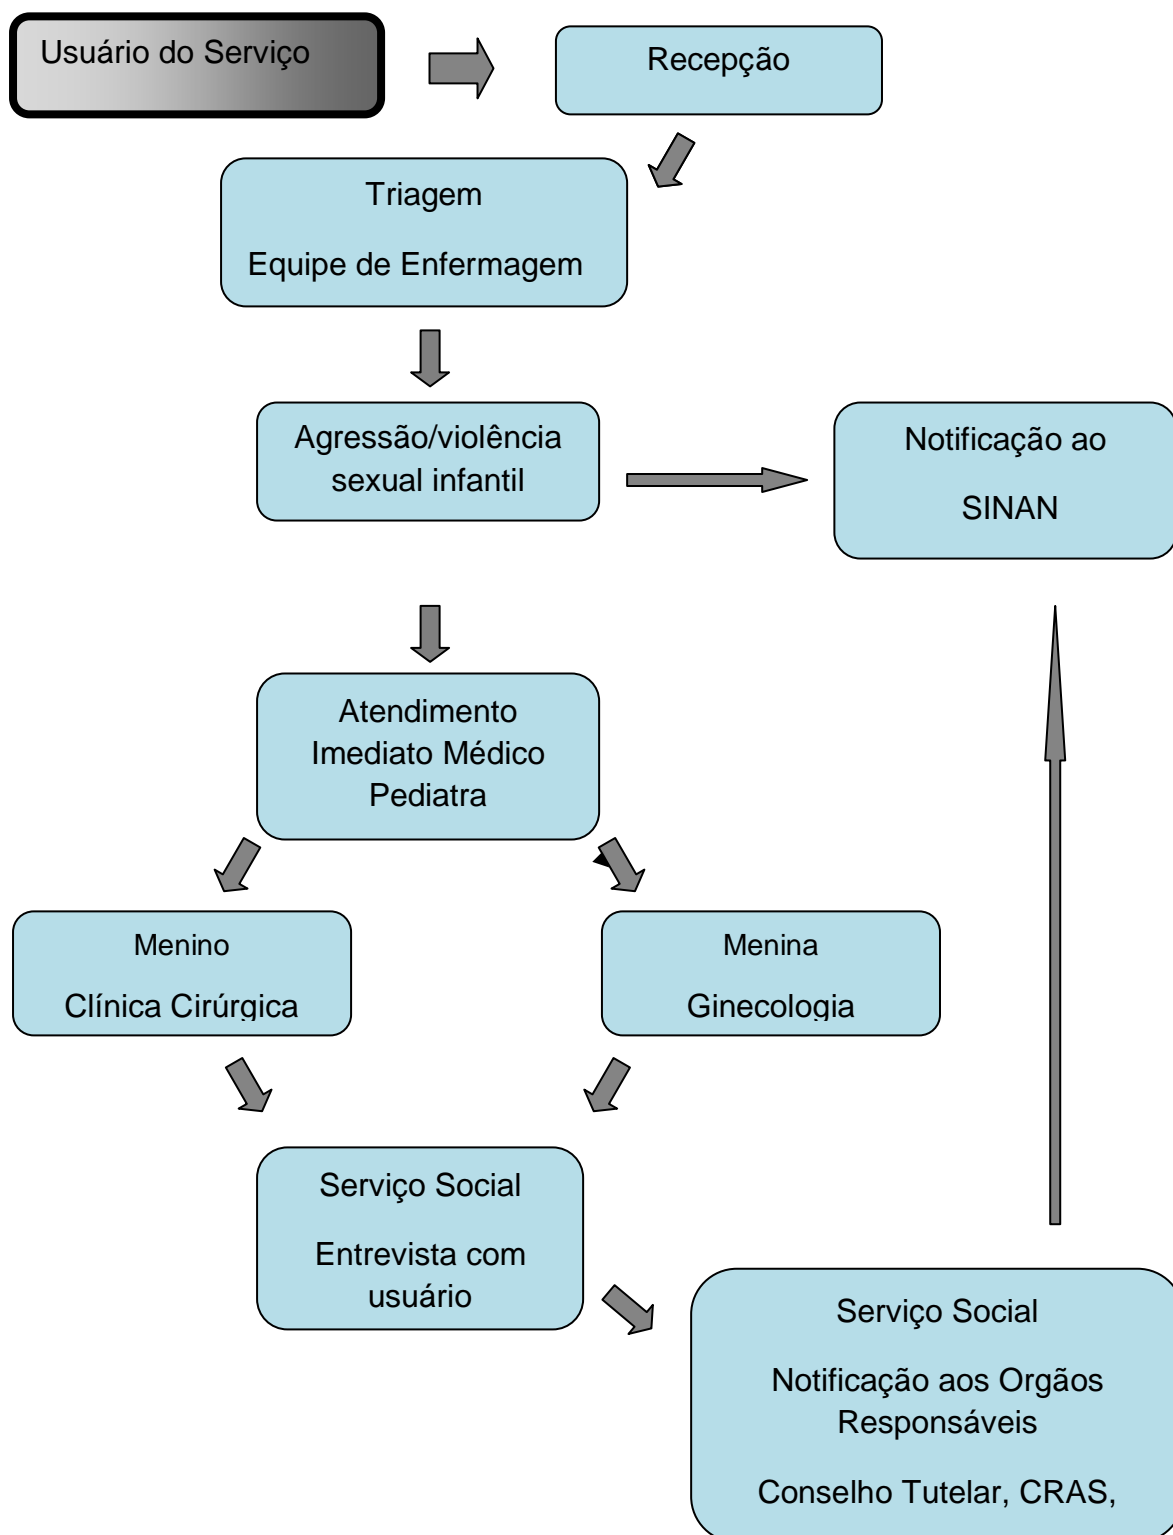 Usuário do Serviço
Recepção
Triagem
Equipe de Enfermagem
Agressão/violência
sexual infantil
Notificação ao
SINAN
Atendimento
Imediato Médico
Pediatra
Menino
Clínica Cirúrgica
Menina
Ginecologia
Serviço Social
Entrevista com
usuário
Serviço Social
Notificação aos Orgãos
Responsáveis
Conselho Tutelar, CRAS,